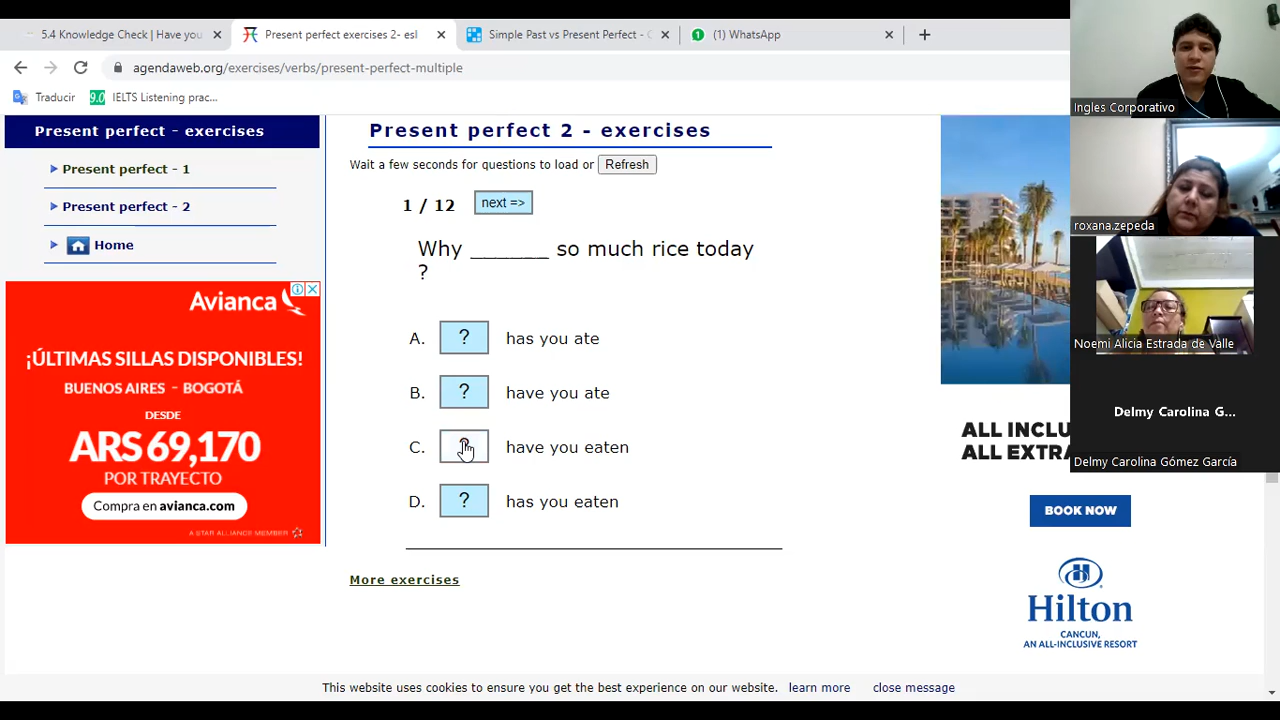 5.4 Knowledge Check | Have you
Present perfect exercises 2- esl
Simple Past vs Present Perfect -
(1) WhatsApp
agendaweb.org/exercises/verbs/present-perfect-multiple
Traducir
9.0 IELTS Listening prac...
Present perfect - exercises
Present perfect - 1
Present perfect - 2
Home
Avianca
¡ÚLTIMAS SILLAS DISPONIBLES!
BUENOS AIRES - BOGOTÁ
DESDE
ARS 69,170
POR TRAYECTO
Compra en avianca.com
A STAR ALLIANCE MEMBER
Present perfect 2 - exercises
Wait a few seconds for questions to load or Refresh
1 / 12 next =>
Why ______ so much rice today
?
A. ? has you ate
B. ? have you ate
C. ? have you eaten
D. ? has you eaten
More exercises
Ingles Corporativo
roxana.zepeda
Noemi Alicia Estrada de Valle
Delmy Carolina G...
Delmy Carolina Gómez García
ALL INCLU
ALL EXTRA
BOOK NOW
Hilton
CANCUN,
AN ALL-INCLUSIVE RESORT
This website uses cookies to ensure you get the best experience on our website. learn more close message